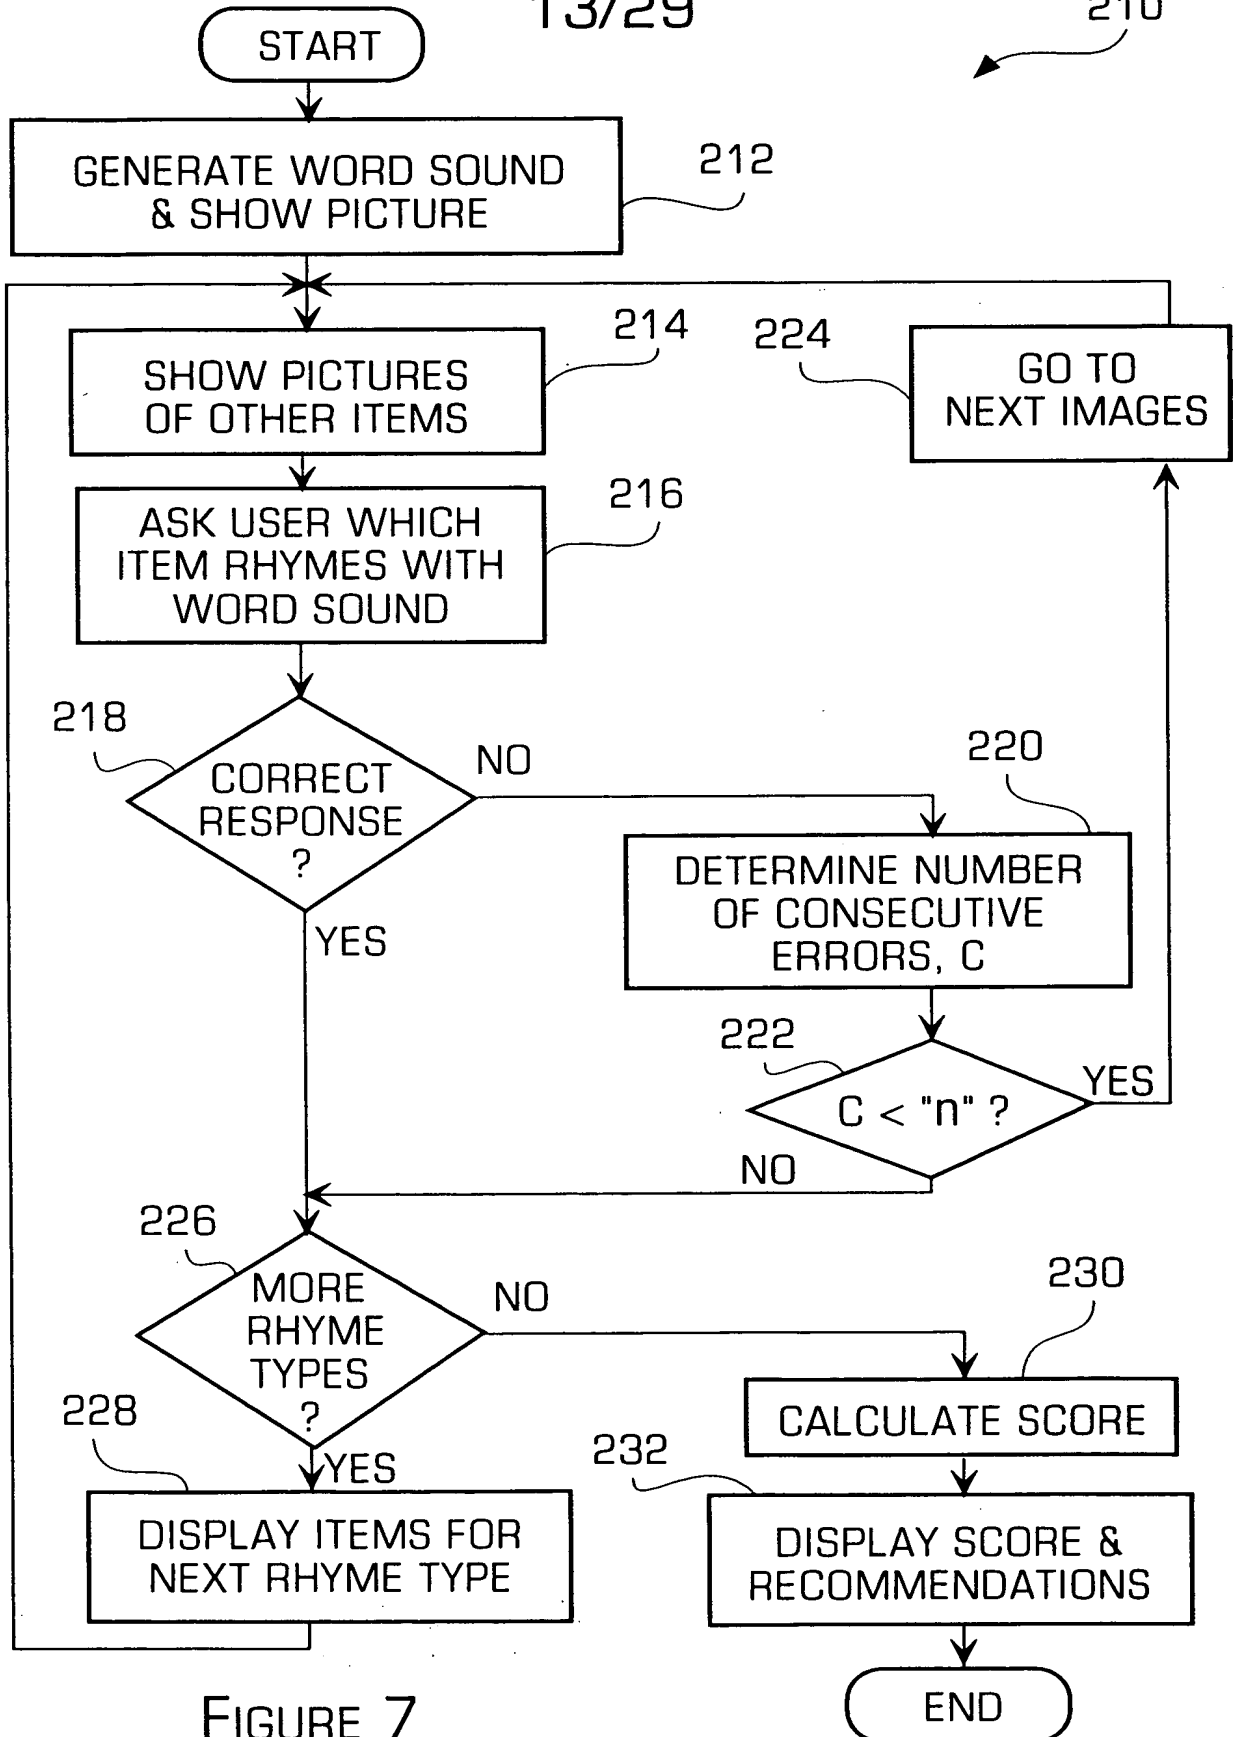 13/29
210
START
GENERATE WORD SOUND
& SHOW PICTURE
212
SHOW PICTURES
OF OTHER ITEMS
214
224
GO TO
NEXT IMAGES
ASK USER WHICH
ITEM RHYMES WITH
WORD SOUND
216
218
CORRECT
RESPONSE
?
NO
YES
220
DETERMINE NUMBER
OF CONSECUTIVE
ERRORS, C
222
C < "n" ?
YES
NO
226
MORE
RHYME
TYPES
?
NO
YES
228
DISPLAY ITEMS FOR
NEXT RHYME TYPE
230
CALCULATE SCORE
232
DISPLAY SCORE &
RECOMMENDATIONS
END
FIGURE 7